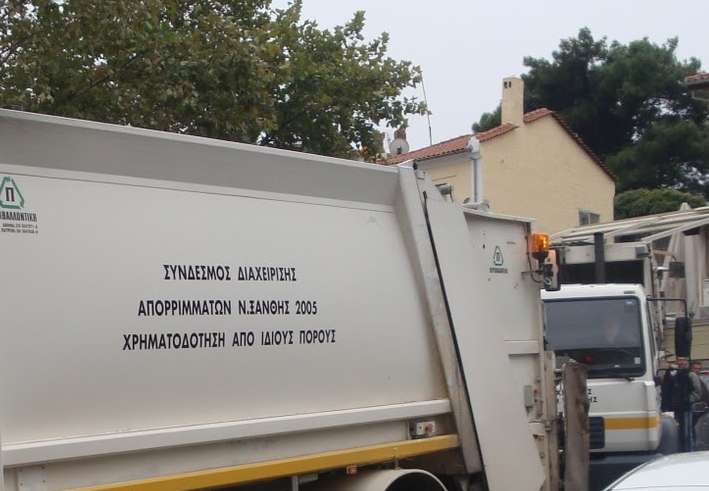 Π
ΣΥΝΔΕΣΜΟΣ ΔΙΑΧΕΙΡΙΣΗΣ
ΑΠΟΡΡΙΜΜΑΤΩΝ Ν.ΞΑΝΘΗΣ 2005
ΧΡΗΜΑΤΟΔΟΤΗΣΗ ΑΠΟ ΙΔΙΟΥΣ ΠΟΡΟΥΣ